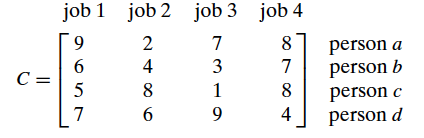 job 1 job 2 job 3 job 4
9 2 7 8 person a
6 4 3 7 person b
C =
5 8 1 8 person c
7 6 9 4 person d